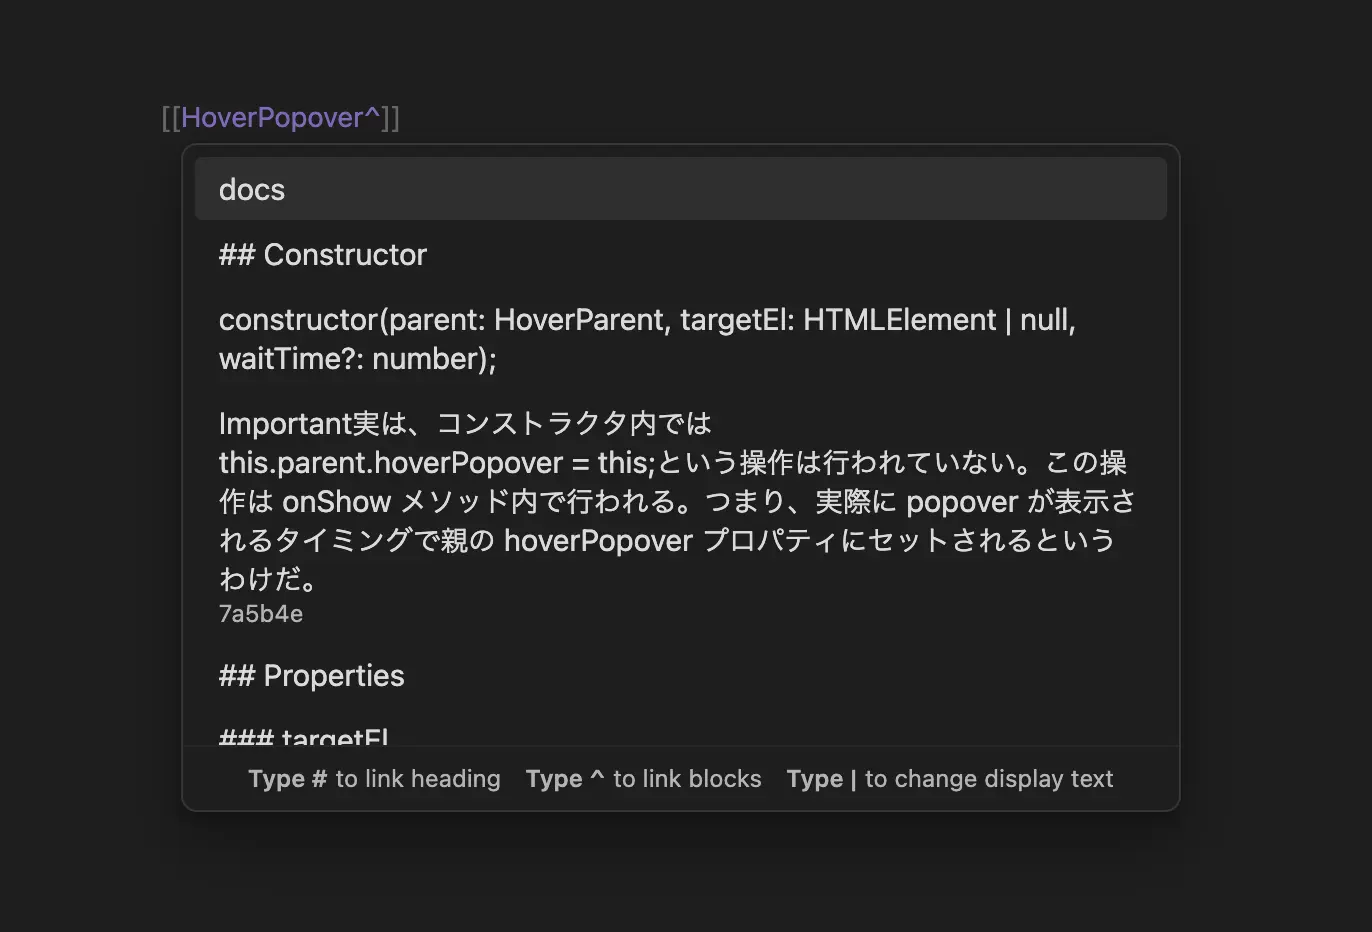 [[HoverPopover^]]
docs
## Constructor
constructor(parent: HoverParent, targetEl: HTMLElement | null,
waitTime?: number);
Important実は、コンストラクタ内では
this.parent.hoverPopover = this;という操作は行われていない。この操
作は onShow メソッド内で行われる。つまり、実際に popover が表示さ
れるタイミングで親の hoverPopover プロパティにセットされるという
わけだ。
7a5b4e
## Properties
### targetEl
Type # to link heading Type ^ to link blocks Type | to change display text